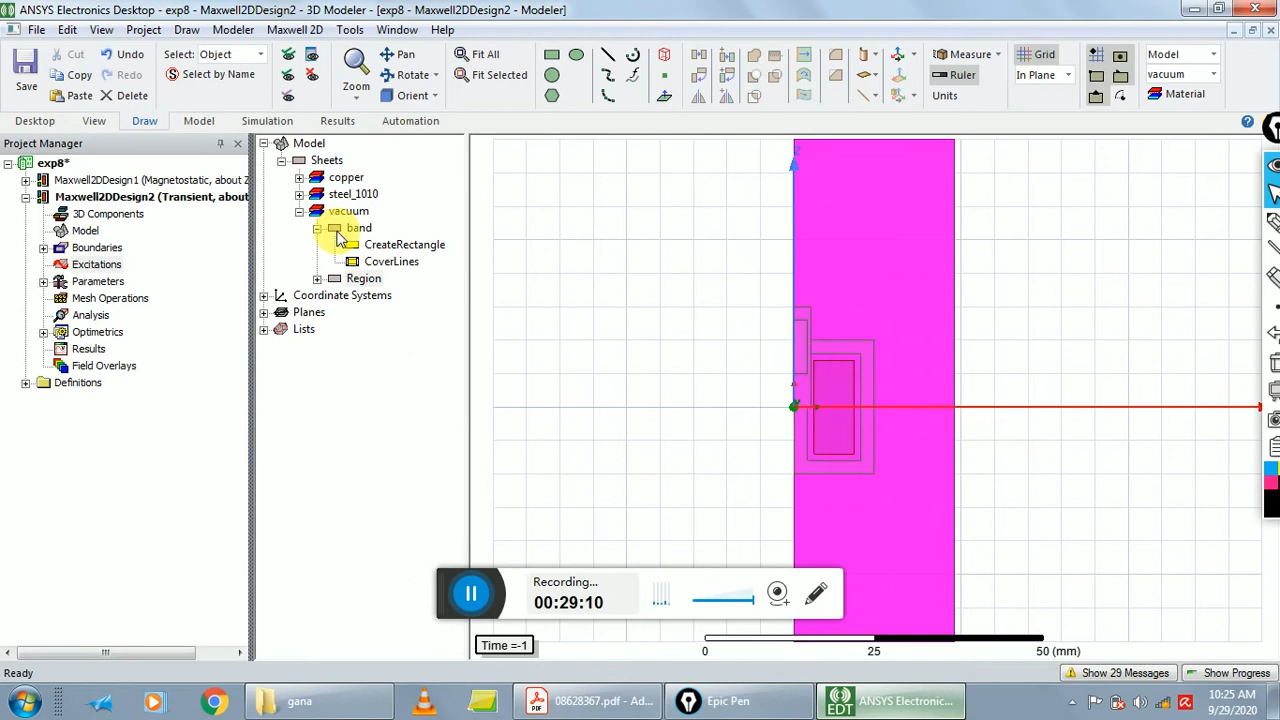 ANSYS Electronics Desktop - exp8 - Maxwell2DDesign2 - 3D Modeler - [exp8 - Maxwell2DDesign2 - Modeler]
File Edit View Project Draw Modeler Maxwell 2D Tools Window Help
Save
Cut
Copy
Paste
Undo
Redo
Delete
Select: Object
Select by Name
Zoom
Pan
Rotate
Orient
Fit All
Fit Selected
Measure
Ruler
Units
Grid
In Plane
Model
vacuum
Material
Desktop View Draw Model Simulation Results Automation
Project Manager
exp8*
Maxwell2DDesign1 (Magnetostatic, about Z
Maxwell2DDesign2 (Transient, about
3D Components
Model
Boundaries
Excitations
Parameters
Mesh Operations
Analysis
Optimetrics
Results
Field Overlays
Definitions
Model
Sheets
copper
steel_1010
vacuum
band
CreateRectangle
CoverLines
Region
Coordinate Systems
Planes
Lists
Z
Recording...
00:29:10
Time =-1
0 25 50 (mm)
Ready
Show 29 Messages
Show Progress
gana
08628367.pdf - Ad...
Epic Pen
EDT
ANSYS Electronic...
10:25 AM
9/29/2020